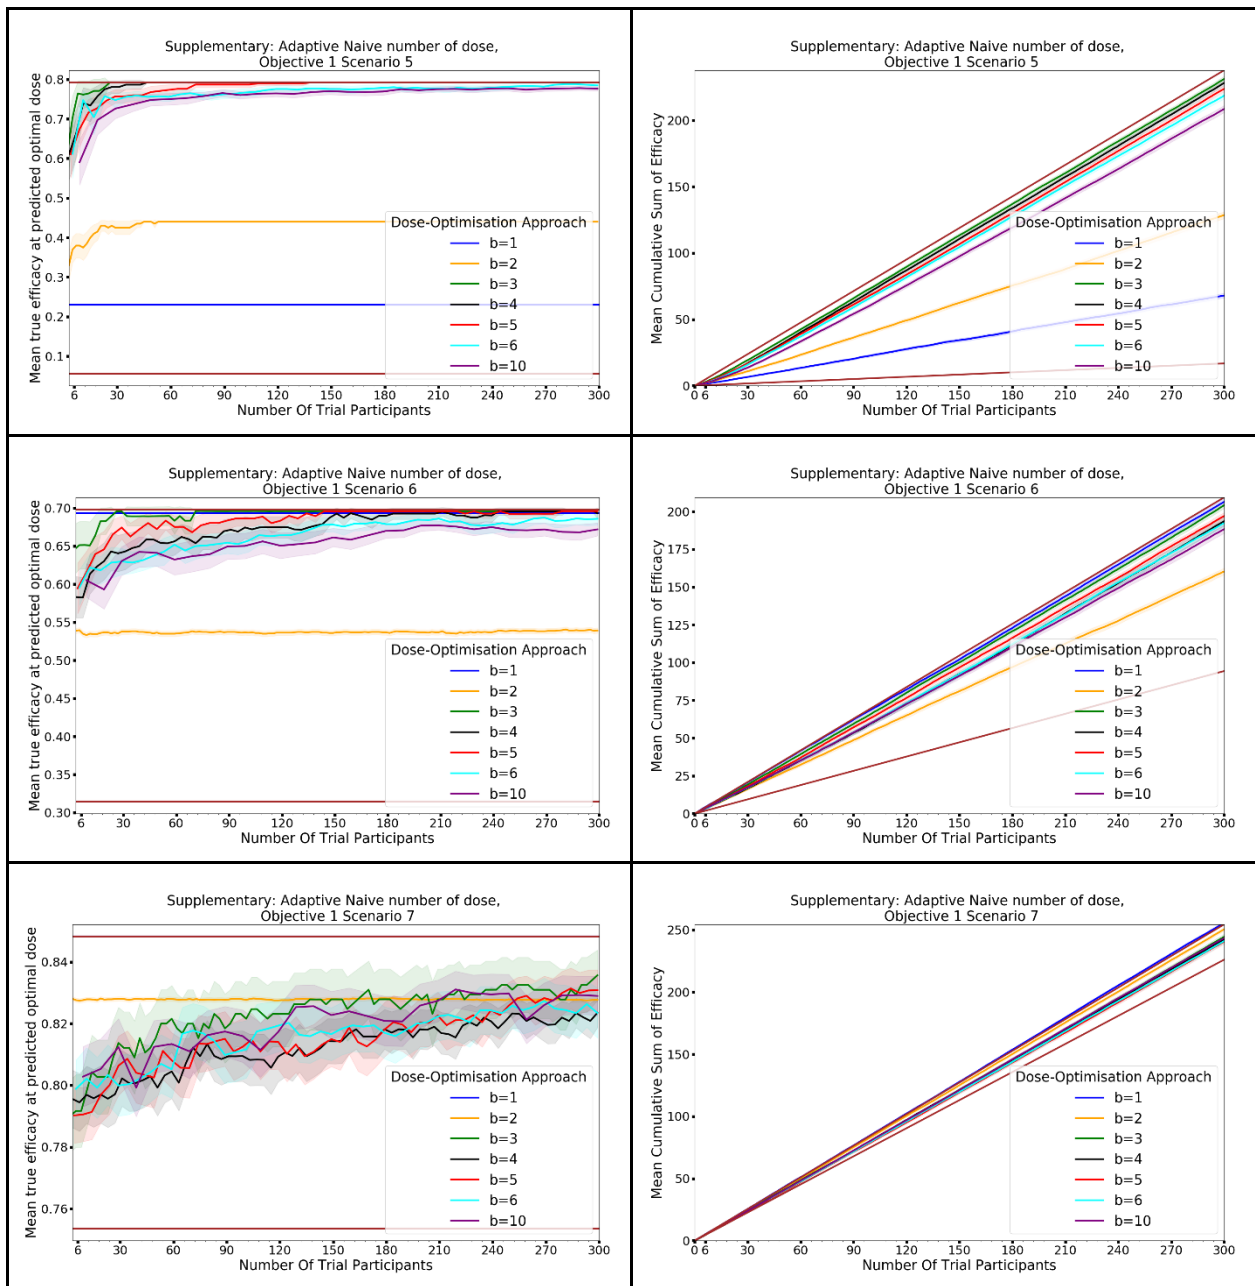 Supplementary: Adaptive Naive number of dose,
Objective 1 Scenario 5
Mean true efficacy at predicted optimal dose
0.8
0.7
0.6
0.5
0.4
0.3
0.2
0.1
Dose-Optimisation Approach
b=1
b=2
b=3
b=4
b=5
b=6
b=10
6 30 60 90 120 150 180 210 240 270 300
Number Of Trial Participants
Supplementary: Adaptive Naive number of dose,
Objective 1 Scenario 5
Mean Cumulative Sum of Efficacy
200
150
100
50
0
Dose-Optimisation Approach
b=1
b=2
b=3
b=4
b=5
b=6
b=10
0 6 30 60 90 120 150 180 210 240 270 300
Number Of Trial Participants
Supplementary: Adaptive Naive number of dose,
Objective 1 Scenario 6
Mean true efficacy at predicted optimal dose
0.70
0.65
0.60
0.55
0.50
0.45
0.40
0.35
0.30
Dose-Optimisation Approach
b=1
b=2
b=3
b=4
b=5
b=6
b=10
6 30 60 90 120 150 180 210 240 270 300
Number Of Trial Participants
Supplementary: Adaptive Naive number of dose,
Objective 1 Scenario 6
Mean Cumulative Sum of Efficacy
200
175
150
125
100
75
50
25
0
Dose-Optimisation Approach
b=1
b=2
b=3
b=4
b=5
b=6
b=10
0 6 30 60 90 120 150 180 210 240 270 300
Number Of Trial Participants
Supplementary: Adaptive Naive number of dose,
Objective 1 Scenario 7
Mean true efficacy at predicted optimal dose
0.84
0.82
0.80
0.78
0.76
Dose-Optimisation Approach
b=1
b=2
b=3
b=4
b=5
b=6
b=10
6 30 60 90 120 150 180 210 240 270 300
Number Of Trial Participants
Supplementary: Adaptive Naive number of dose,
Objective 1 Scenario 7
Mean Cumulative Sum of Efficacy
250
200
150
100
50
0
Dose-Optimisation Approach
b=1
b=2
b=3
b=4
b=5
b=6
b=10
0 6 30 60 90 120 150 180 210 240 270 300
Number Of Trial Participants